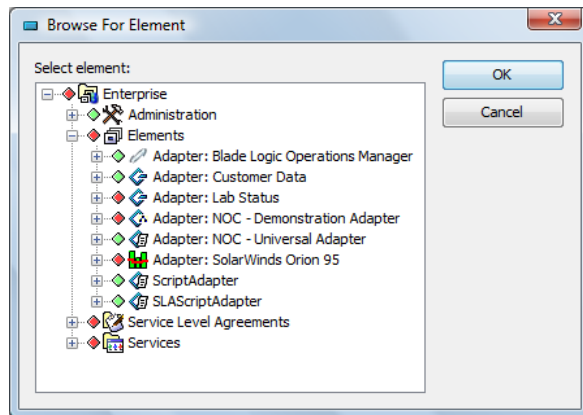 Browse For Element
Select element:
Enterprise
Administration
Elements
Adapter: Blade Logic Operations Manager
Adapter: Customer Data
Adapter: Lab Status
Adapter: NOC - Demonstration Adapter
Adapter: NOC - Universal Adapter
Adapter: SolarWinds Orion 95
ScriptAdapter
SLAScriptAdapter
Service Level Agreements
Services
OK
Cancel